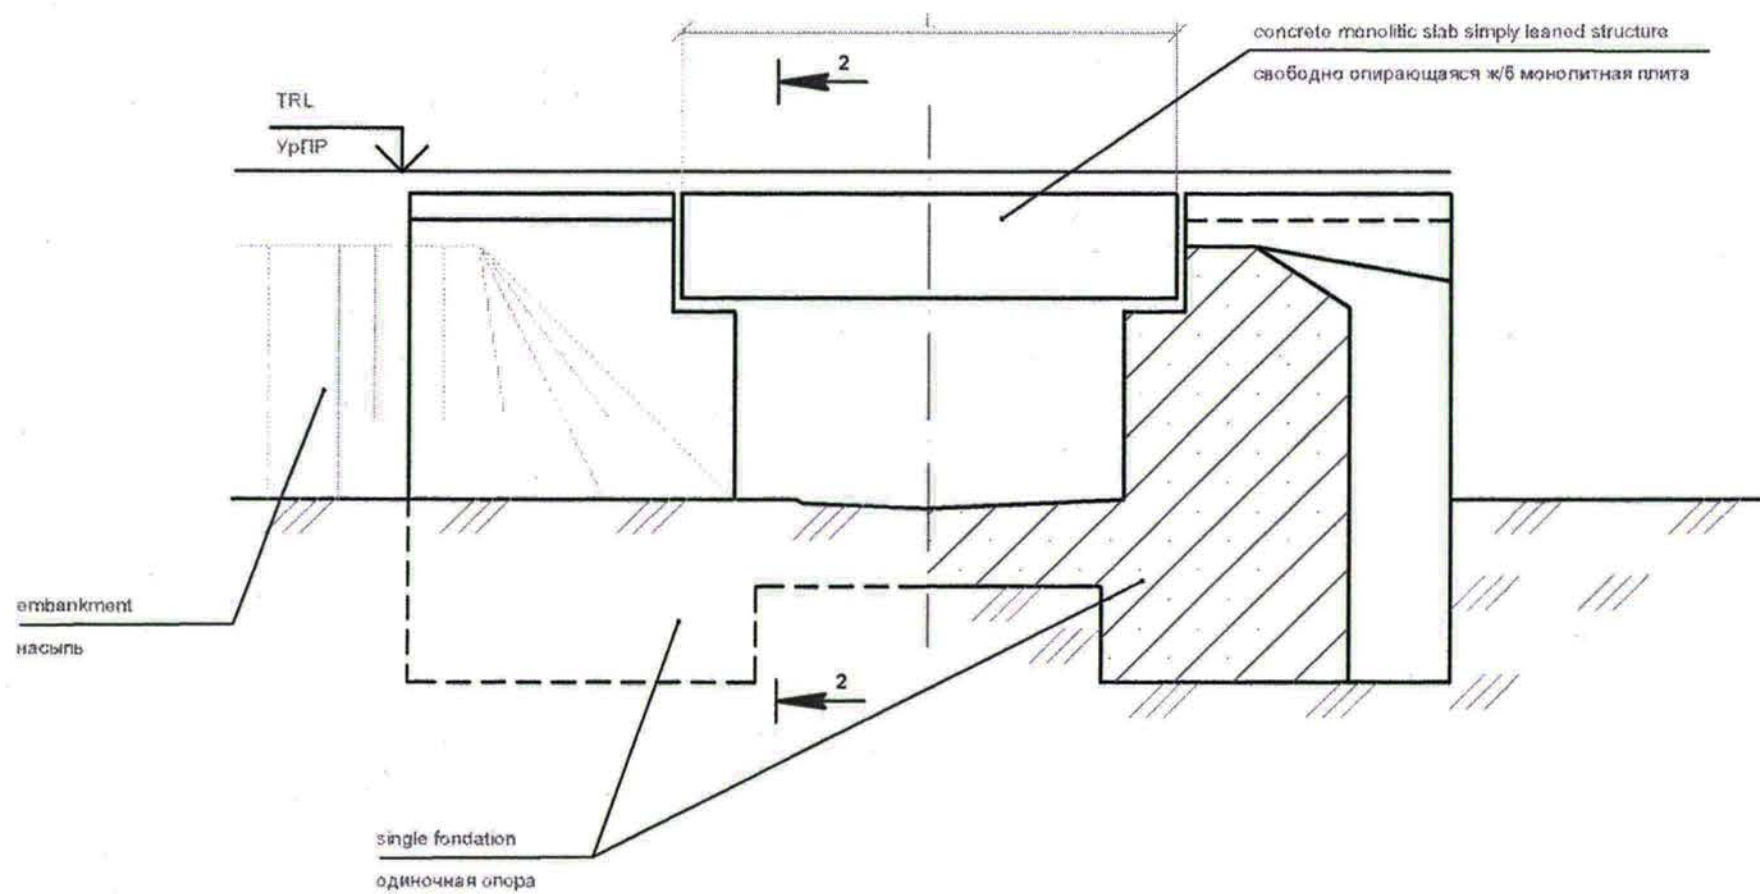 concrete monolitic slab simply leaned structure
свободно опирающаяся ж/б монолитная плита
2
TRL
УрПР
embankment
насыпь
2
single fondation
одиночная опора